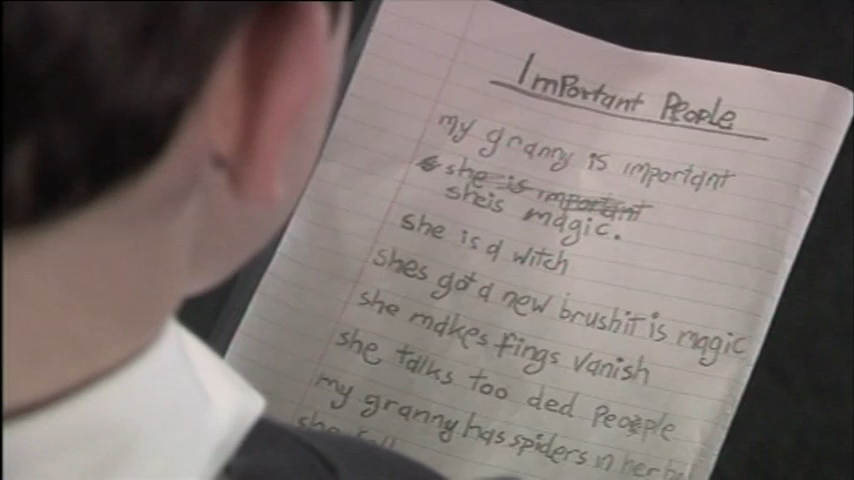 Important People
my granny is important
she is important
sheis magic.
she is a witch
shes got a new brushit is magic
she makes fings vanish
she talks too ded people
my granny has spiders in her
she